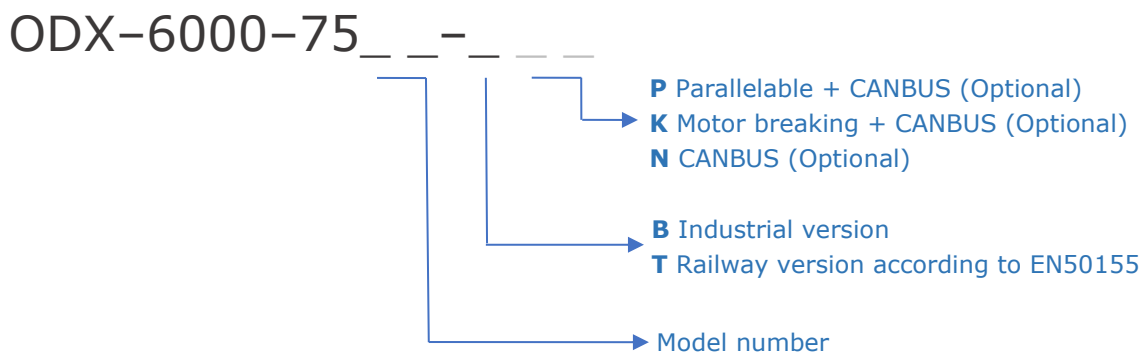 ODX–6000–75_ _–_ _ _
P Parallelable + CANBUS (Optional)
K Motor breaking + CANBUS (Optional)
N CANBUS (Optional)
B Industrial version
T Railway version according to EN50155
Model number